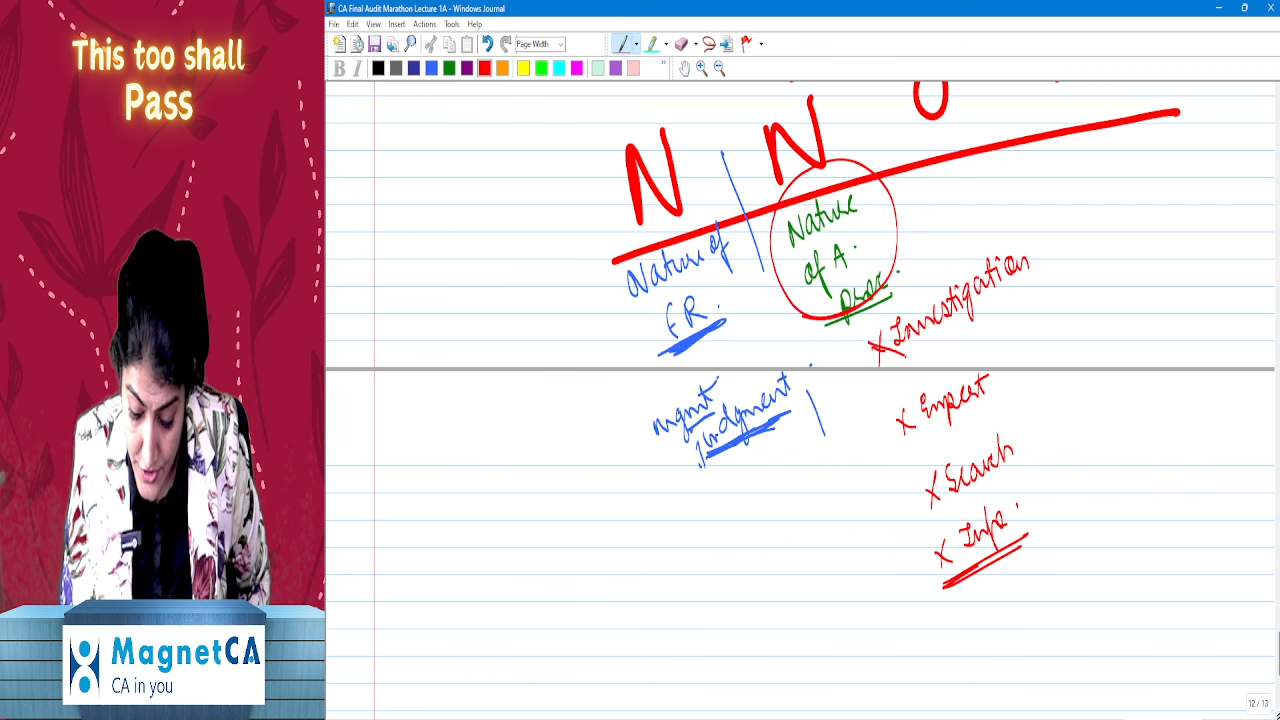 This too shall
Pass
CA Final Audit Marathon Lecture 1A - Windows Journal
File Edit View Insert Actions Tools Help
Page Width
B I
N N
Nature of
F.R.
Nature
of A.
proc.
mgmt
judgment
x Investigation
x Expert
x Search
x Info.
MagnetCA
CA in you
12 / 13